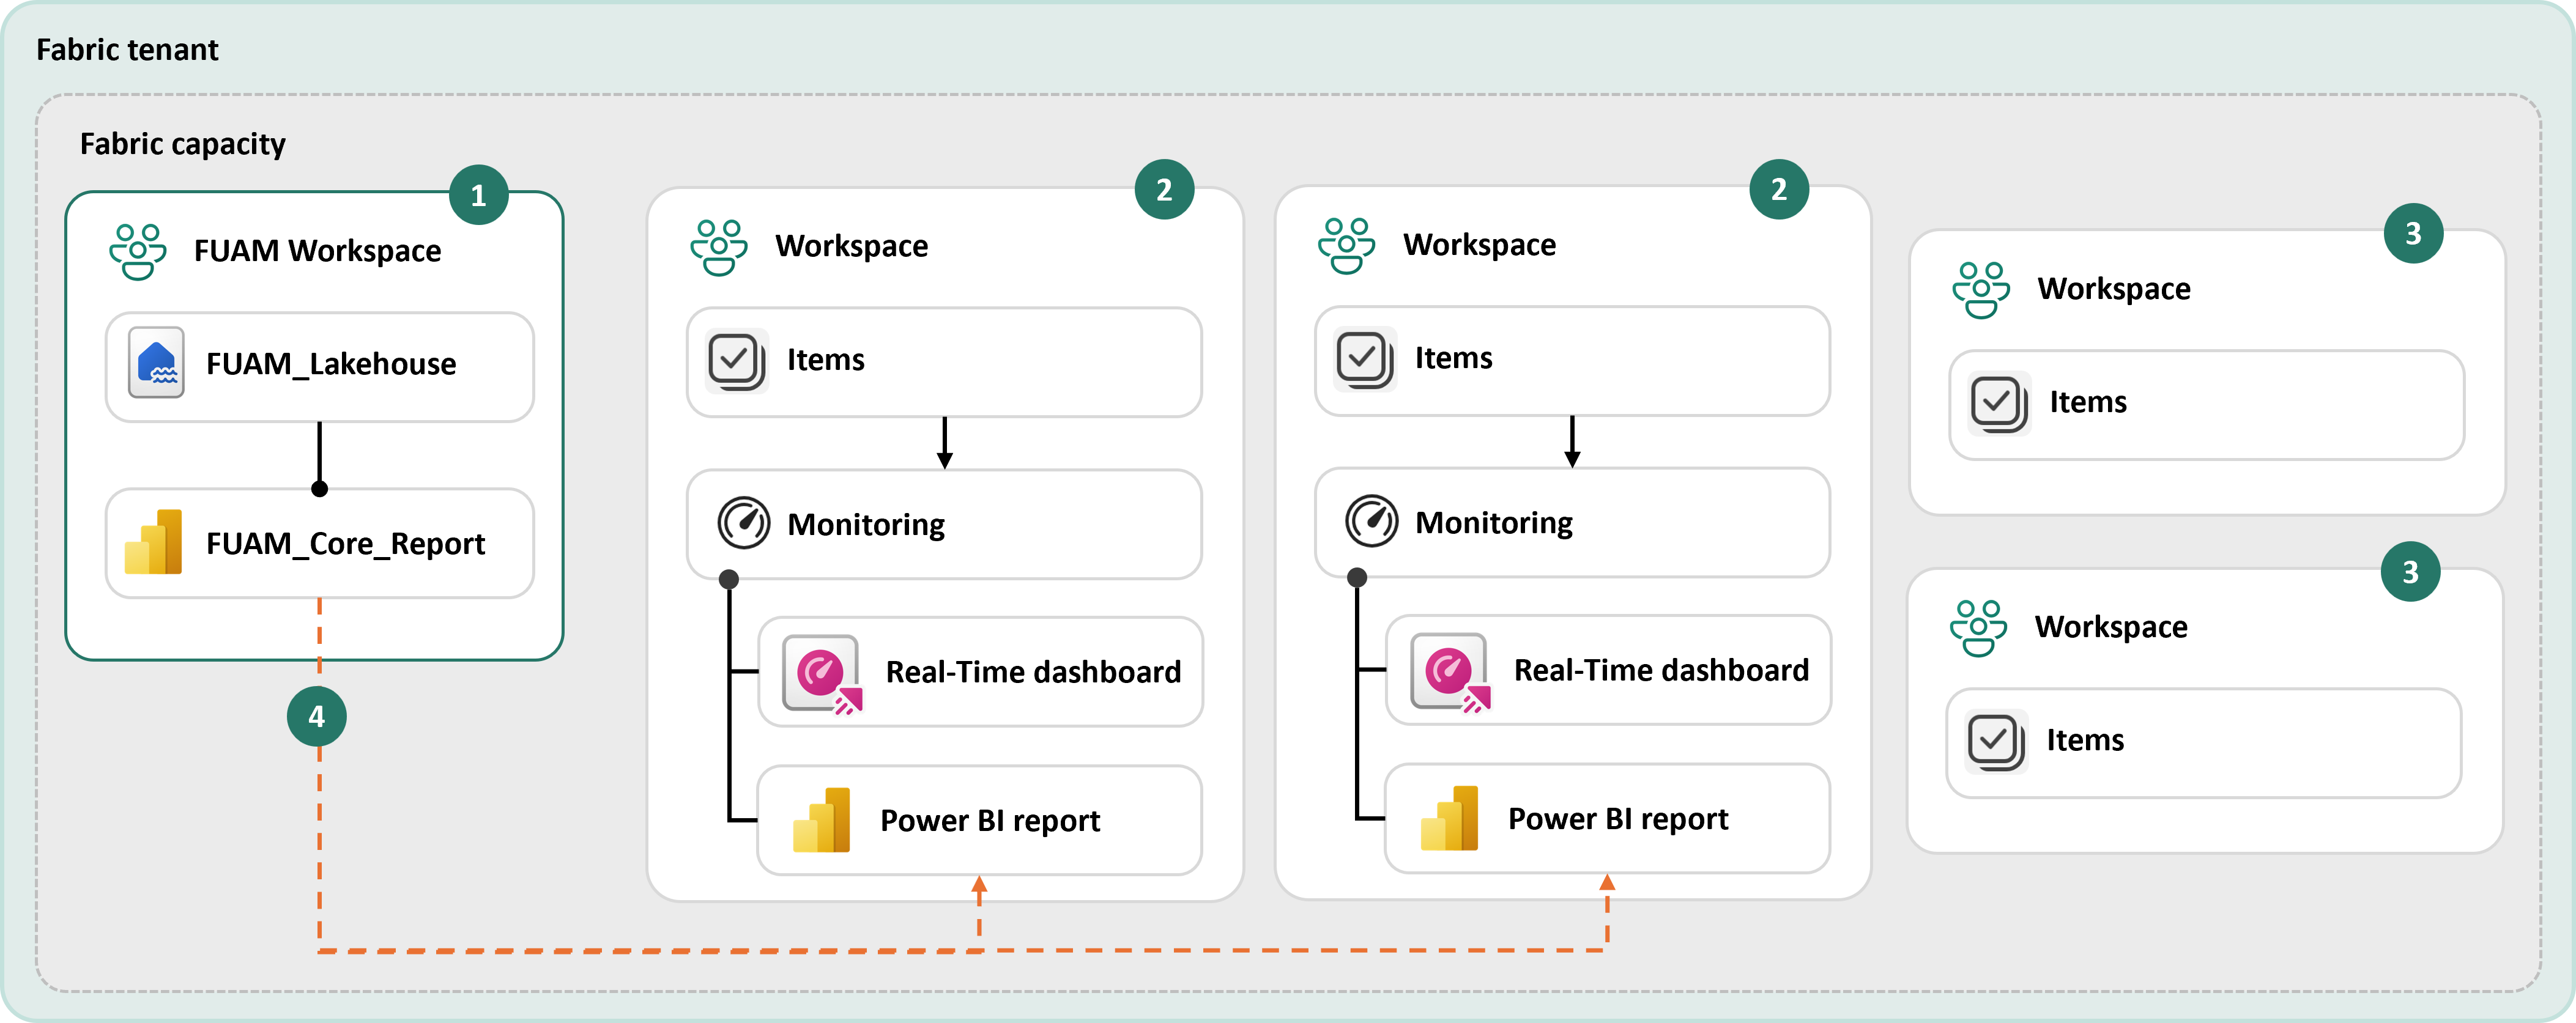 Fabric tenant
Fabric capacity
1
FUAM Workspace
FUAM_Lakehouse
FUAM_Core_Report
4
2
Workspace
Items
Monitoring
Real-Time dashboard
Power BI report
2
Workspace
Items
Monitoring
Real-Time dashboard
Power BI report
3
Workspace
Items
3
Workspace
Items